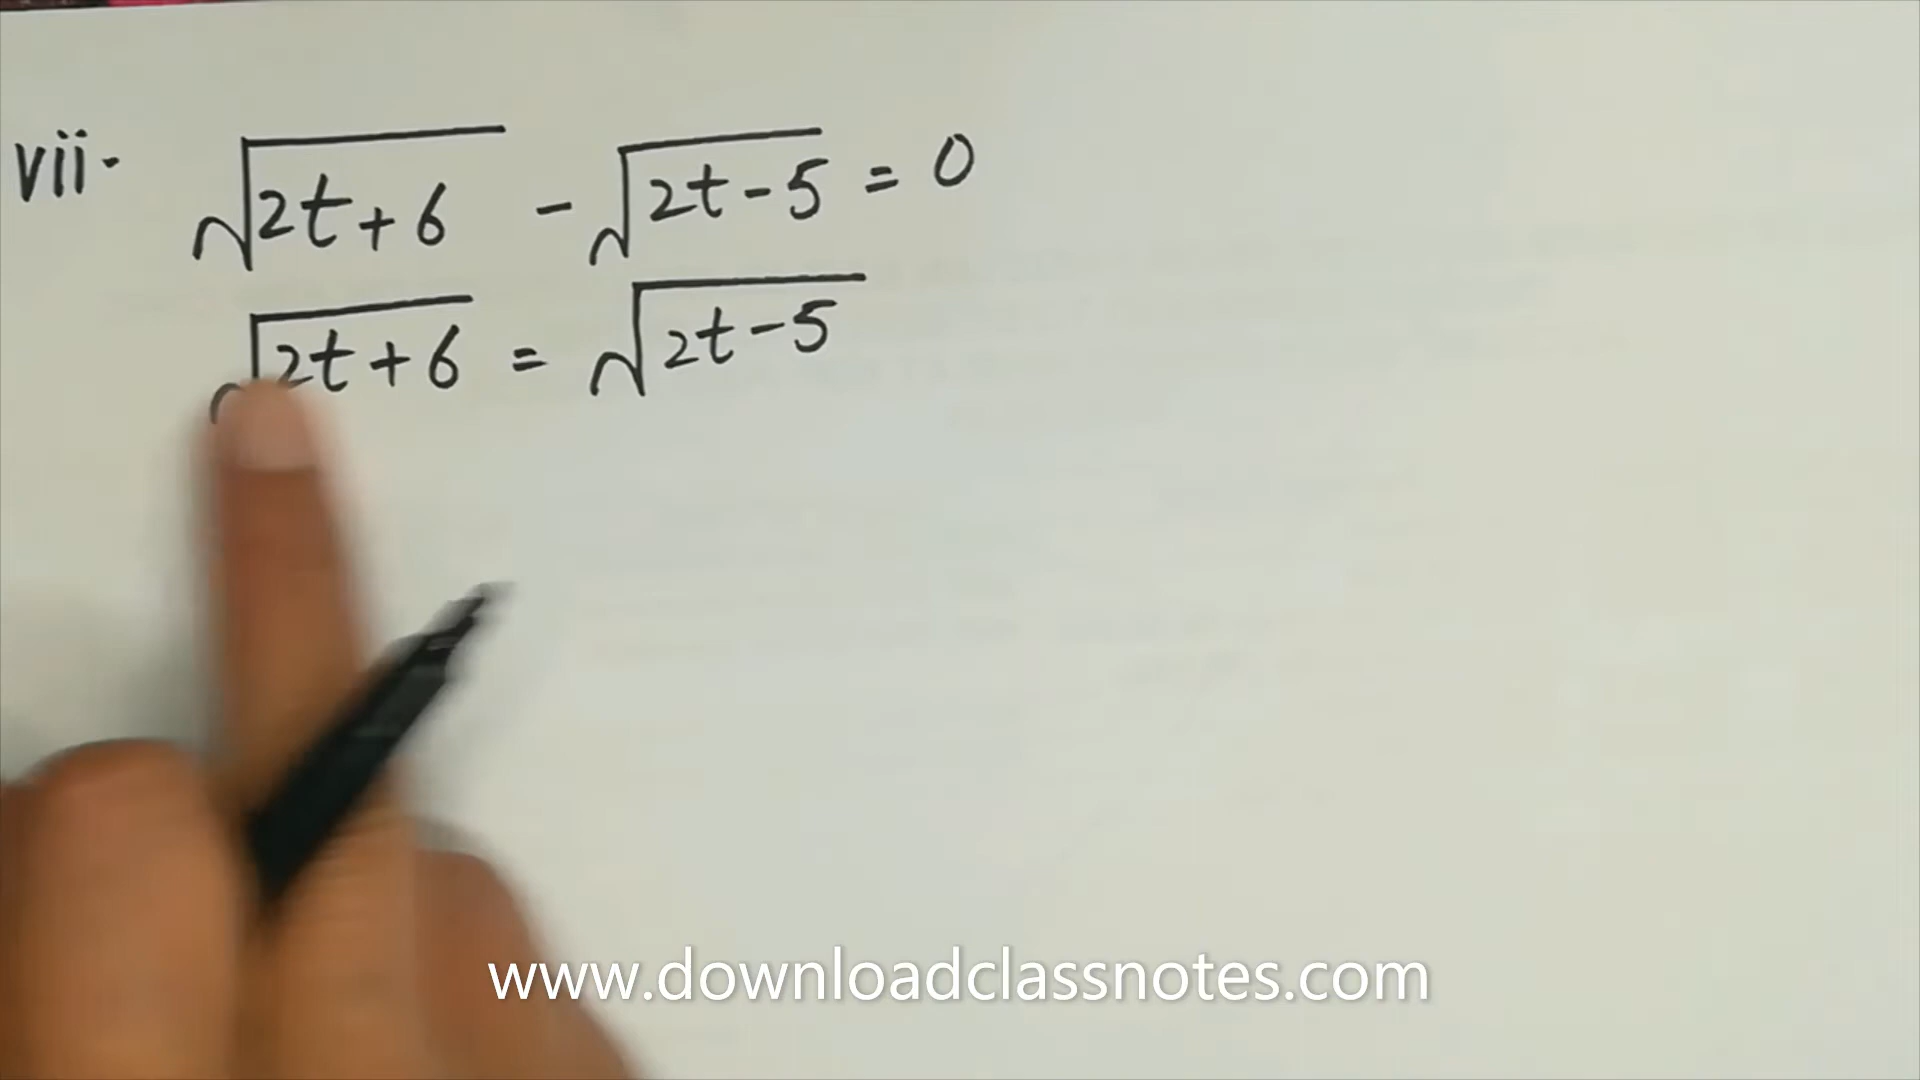 vii. √2t+6 - √2t-5 = 0
√2t+6 = √2t-5
www.downloadclassnotes.com